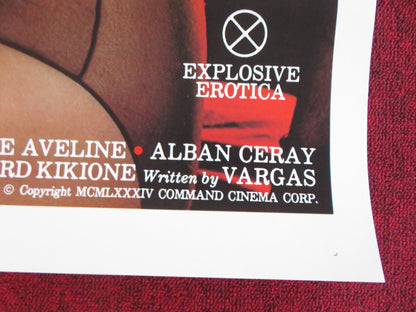 EXPLOSIVE
EROTICA
E AVELINE • ALBAN CERAY
RD KIKIONE Written by VARGAS
© Copyright MCMLXXXIV COMMAND CINEMA CORP.